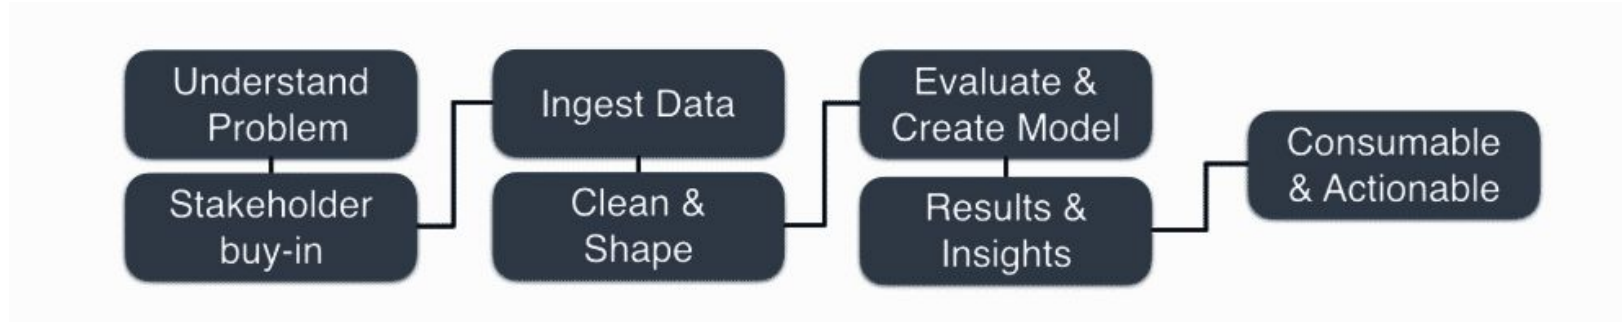 Understand
Problem
Stakeholder
buy-in
Ingest Data
Clean &
Shape
Evaluate &
Create Model
Results &
Insights
Consumable
& Actionable